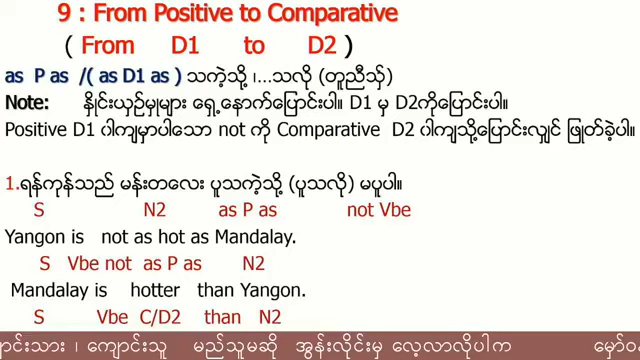 9 : From Positive to Comparative
( From D1 to D2 )
as P as /( as D1 as ) သကဲ့သို့ ၊...သလို (တူညီသော်)
Note: နှိုင်းယှဉ်မှုများ ရှေ့နောက်ပြောင်းပါ။ D1 မှ D2ကိုပြောင်းပါ။
Positive D1 ဝါကျမှာပါသော not ကို Comparative D2 ဝါကျသို့ပြောင်းလျှင် ဖြုတ်ခဲ့ပါ။
1.ရန်ကုန်သည် မန်းတလေး ပူသကဲ့သို့ (ပူသလို) မပူပါ။
S N2 as P as not Vbe
Yangon is not as hot as Mandalay.
S Vbe not as P as N2
Mandalay is hotter than Yangon.
S Vbe C/D2 than N2
ာင်းသား ၊ ကျောင်းသူ မည်သူမဆို အွန်လိုင်းမှ လေ့လာလိုပါက